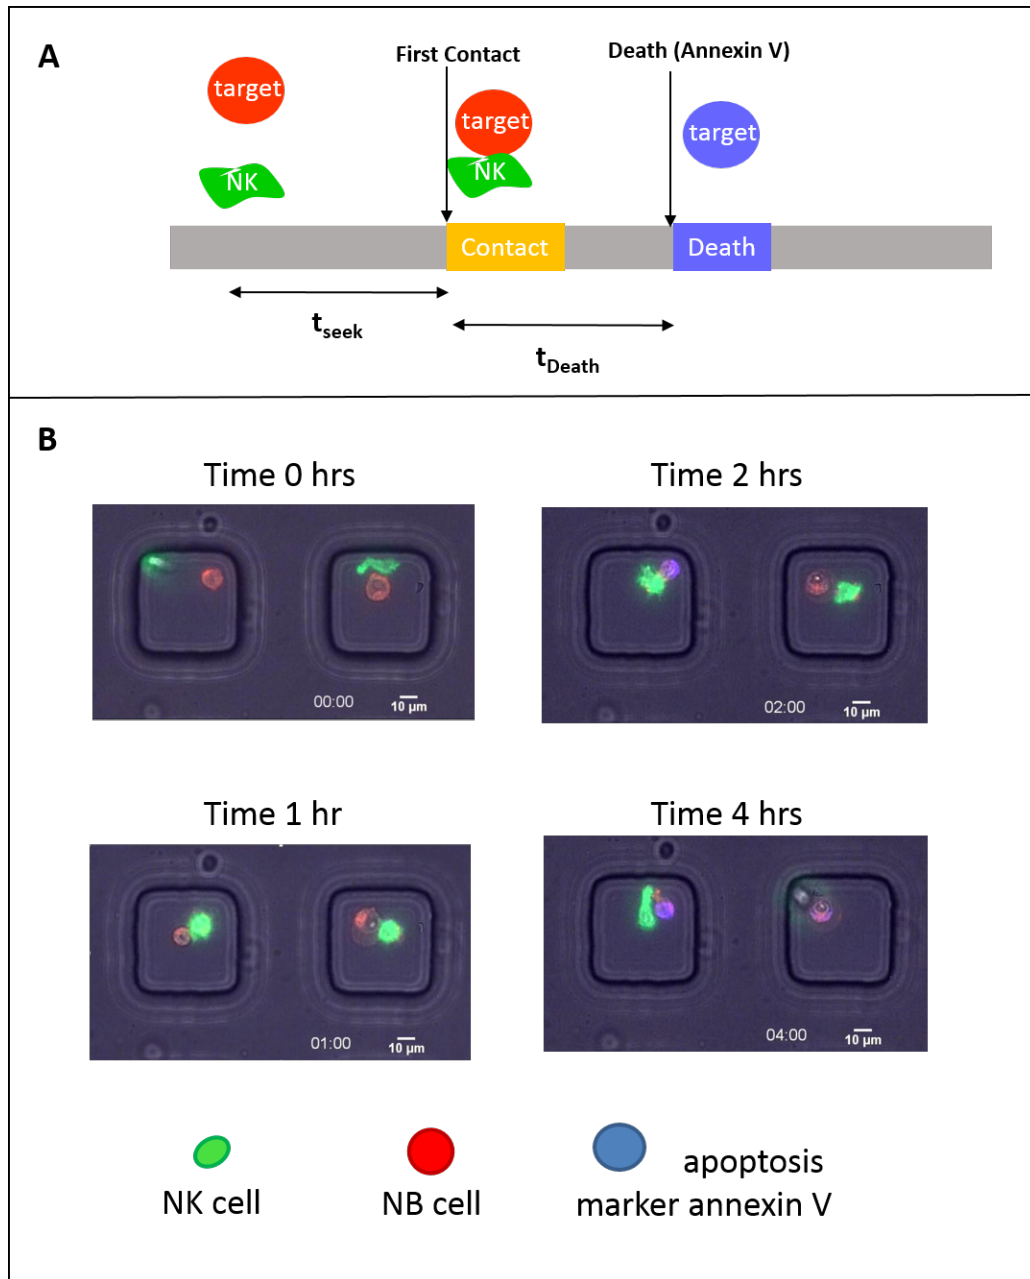 A
First Contact
Death (Annexin V)
target
target
target
NK
NK
Contact
Death
tseek
tDeath
B
Time 0 hrs
Time 2 hrs
00:00
10 µm
02:00
10 µm
Time 1 hr
Time 4 hrs
01:00
10 µm
04:00
10 µm
NK cell
NB cell
apoptosis
marker annexin V